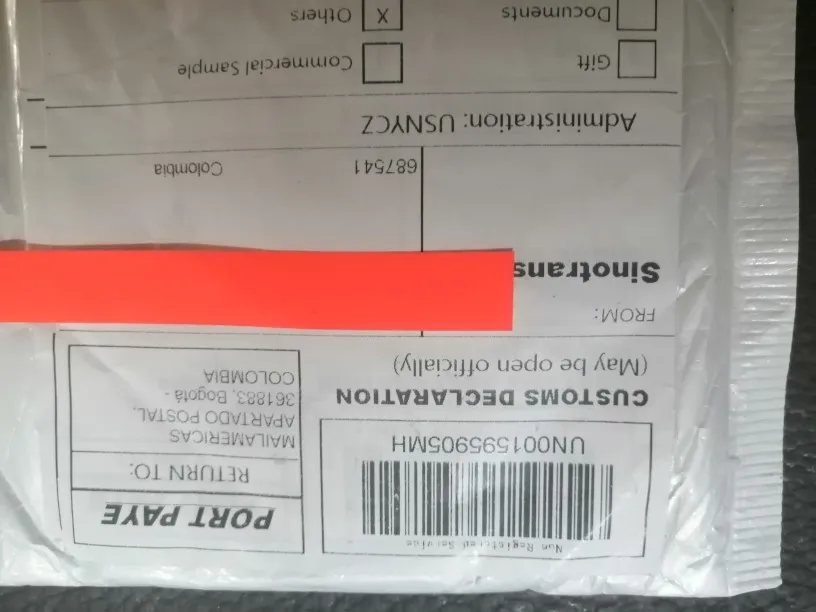 Non Registered Service
UN001595905MH
PORT PAYE
RETURN TO:
MAILAMERICAS
APARTADO POSTAL,
361883, Bogotá -
COLOMBIA
CUSTOMS DECLARATION
(May be open officially)
FROM:
Sinotrans
687541
Colombia
Administration: USNYCZ
Gift
Commercial Sample
Documents
X Others